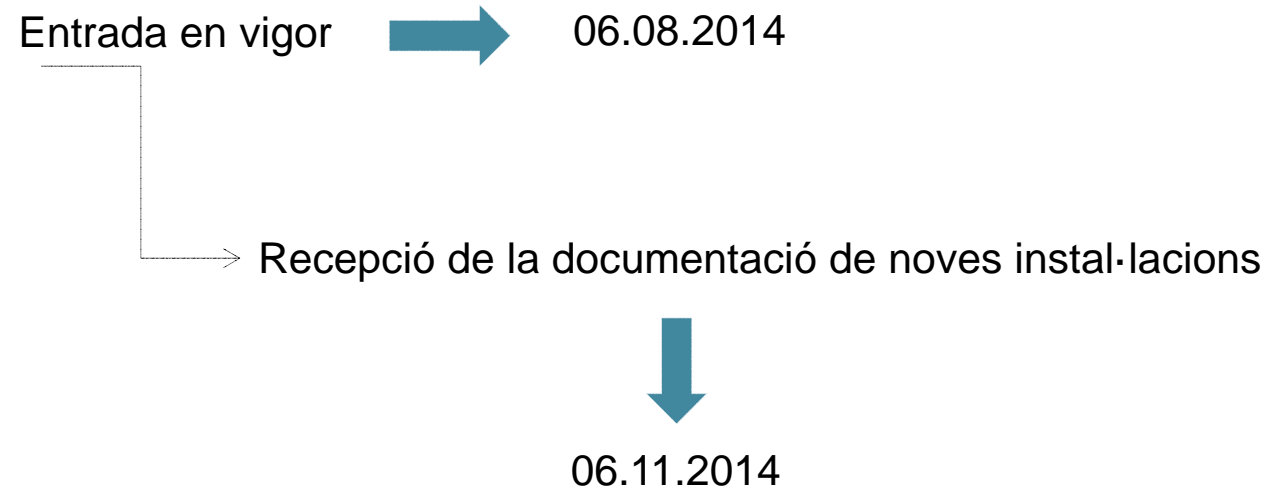 Entrada en vigor 06.08.2014
Recepció de la documentació de noves instal·lacions
06.11.2014